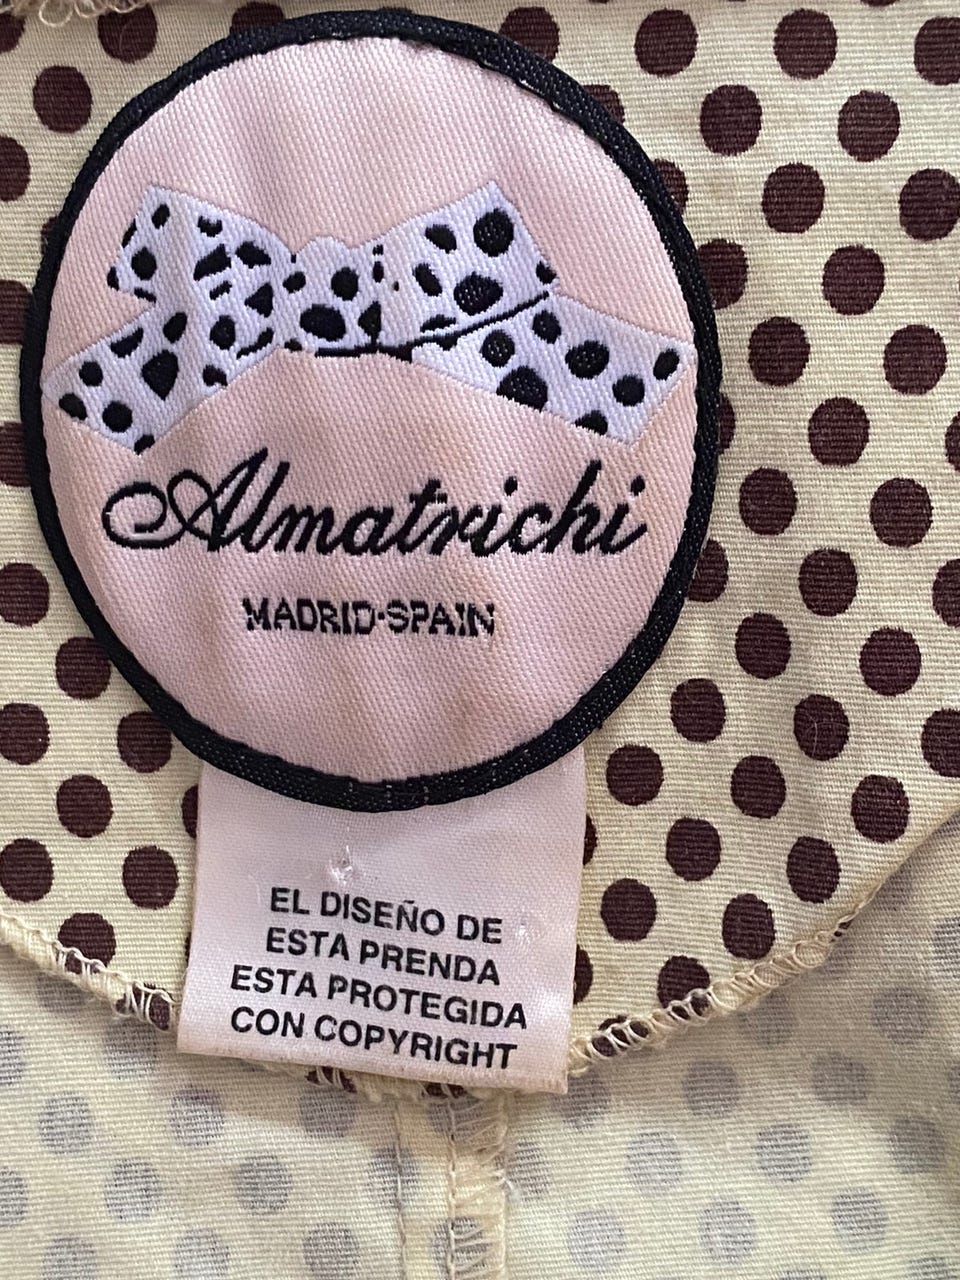 Almatrichi
MADRID-SPAIN
EL DISEÑO DE
ESTA PRENDA
ESTA PROTEGIDA
CON COPYRIGHT